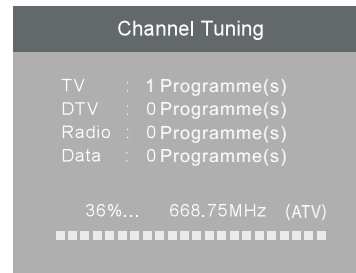 Channel Tuning
TV : 1 Programme(s)
DTV : 0 Programme(s)
Radio : 0 Programme(s)
Data : 0 Programme(s)
36%... 668.75MHz (ATV)